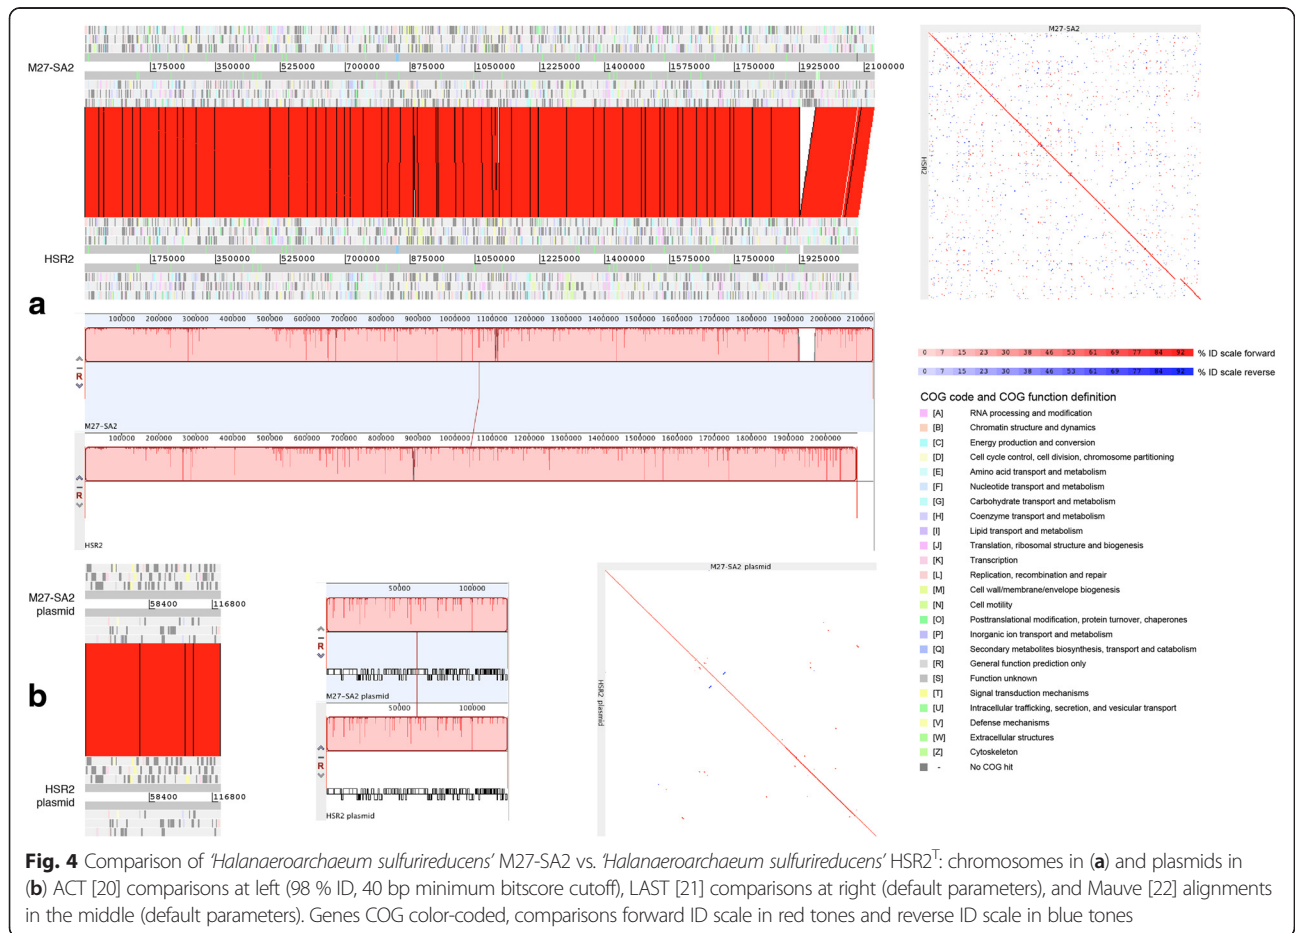 M27-SA2
175000 350000 525000 700000 875000 1050000 1225000 1400000 1575000 1750000 1925000 2100000
HSR2
175000 350000 525000 700000 875000 1050000 1225000 1400000 1575000 1750000 1925000
M27-SA2
HSR2
a
100000 200000 300000 400000 500000 600000 700000 800000 900000 1000000 1100000 1200000 1300000 1400000 1500000 1600000 1700000 1800000 1900000 2000000 2100000
R
M27-SA2
100000 200000 300000 400000 500000 600000 700000 800000 900000 1000000 1100000 1200000 1300000 1400000 1500000 1600000 1700000 1800000 1900000 2000000
R
HSR2
0 7 15 23 30 38 46 53 61 69 77 84 92 % ID scale forward
0 7 15 23 30 38 46 53 61 69 77 84 92 % ID scale reverse
COG code and COG function definition
[A] RNA processing and modification
[B] Chromatin structure and dynamics
[C] Energy production and conversion
[D] Cell cycle control, cell division, chromosome partitioning
[E] Amino acid transport and metabolism
[F] Nucleotide transport and metabolism
[G] Carbohydrate transport and metabolism
[H] Coenzyme transport and metabolism
[I] Lipid transport and metabolism
[J] Translation, ribosomal structure and biogenesis
[K] Transcription
[L] Replication, recombination and repair
[M] Cell wall/membrane/envelope biogenesis
[N] Cell motility
[O] Posttranslational modification, protein turnover, chaperones
[P] Inorganic ion transport and metabolism
[Q] Secondary metabolites biosynthesis, transport and catabolism
[R] General function prediction only
[S] Function unknown
[T] Signal transduction mechanisms
[U] Intracellular trafficking, secretion, and vesicular transport
[V] Defense mechanisms
[W] Extracellular structures
[Z] Cytoskeleton
- No COG hit
M27-SA2
plasmid
58400 116800
b
HSR2
plasmid
58400 116800
50000 100000
R
M27-SA2 plasmid
50000 100000
R
HSR2 plasmid
M27-SA2 plasmid
HSR2 plasmid
Fig. 4 Comparison of 'Halanaeroarchaeum sulfurireducens' M27-SA2 vs. 'Halanaeroarchaeum sulfurireducens' HSR2ᵀ: chromosomes in (a) and plasmids in
(b) ACT [20] comparisons at left (98 % ID, 40 bp minimum bitscore cutoff), LAST [21] comparisons at right (default parameters), and Mauve [22] alignments
in the middle (default parameters). Genes COG color-coded, comparisons forward ID scale in red tones and reverse ID scale in blue tones